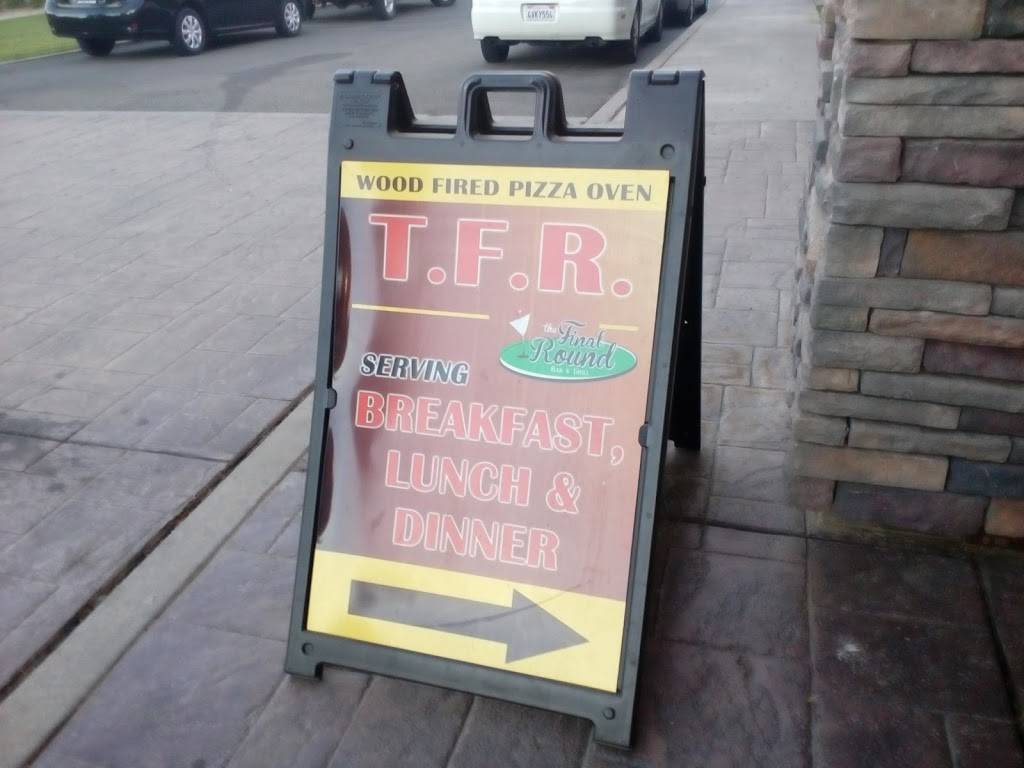 WOOD FIRED PIZZA OVEN
T.F.R.
the Final
Round
BAR & GRILL
SERVING
BREAKFAST,
LUNCH &
DINNER